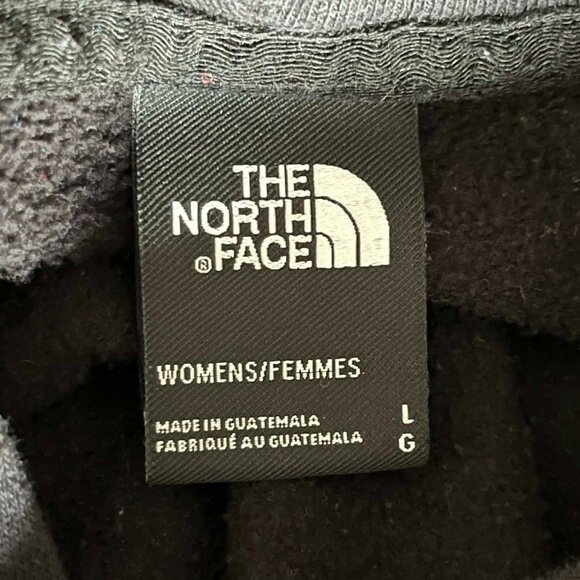 THE
NORTH
® FACE
WOMENS/FEMMES
MADE IN GUATEMALA L
FABRIQUÉ AU GUATEMALA G